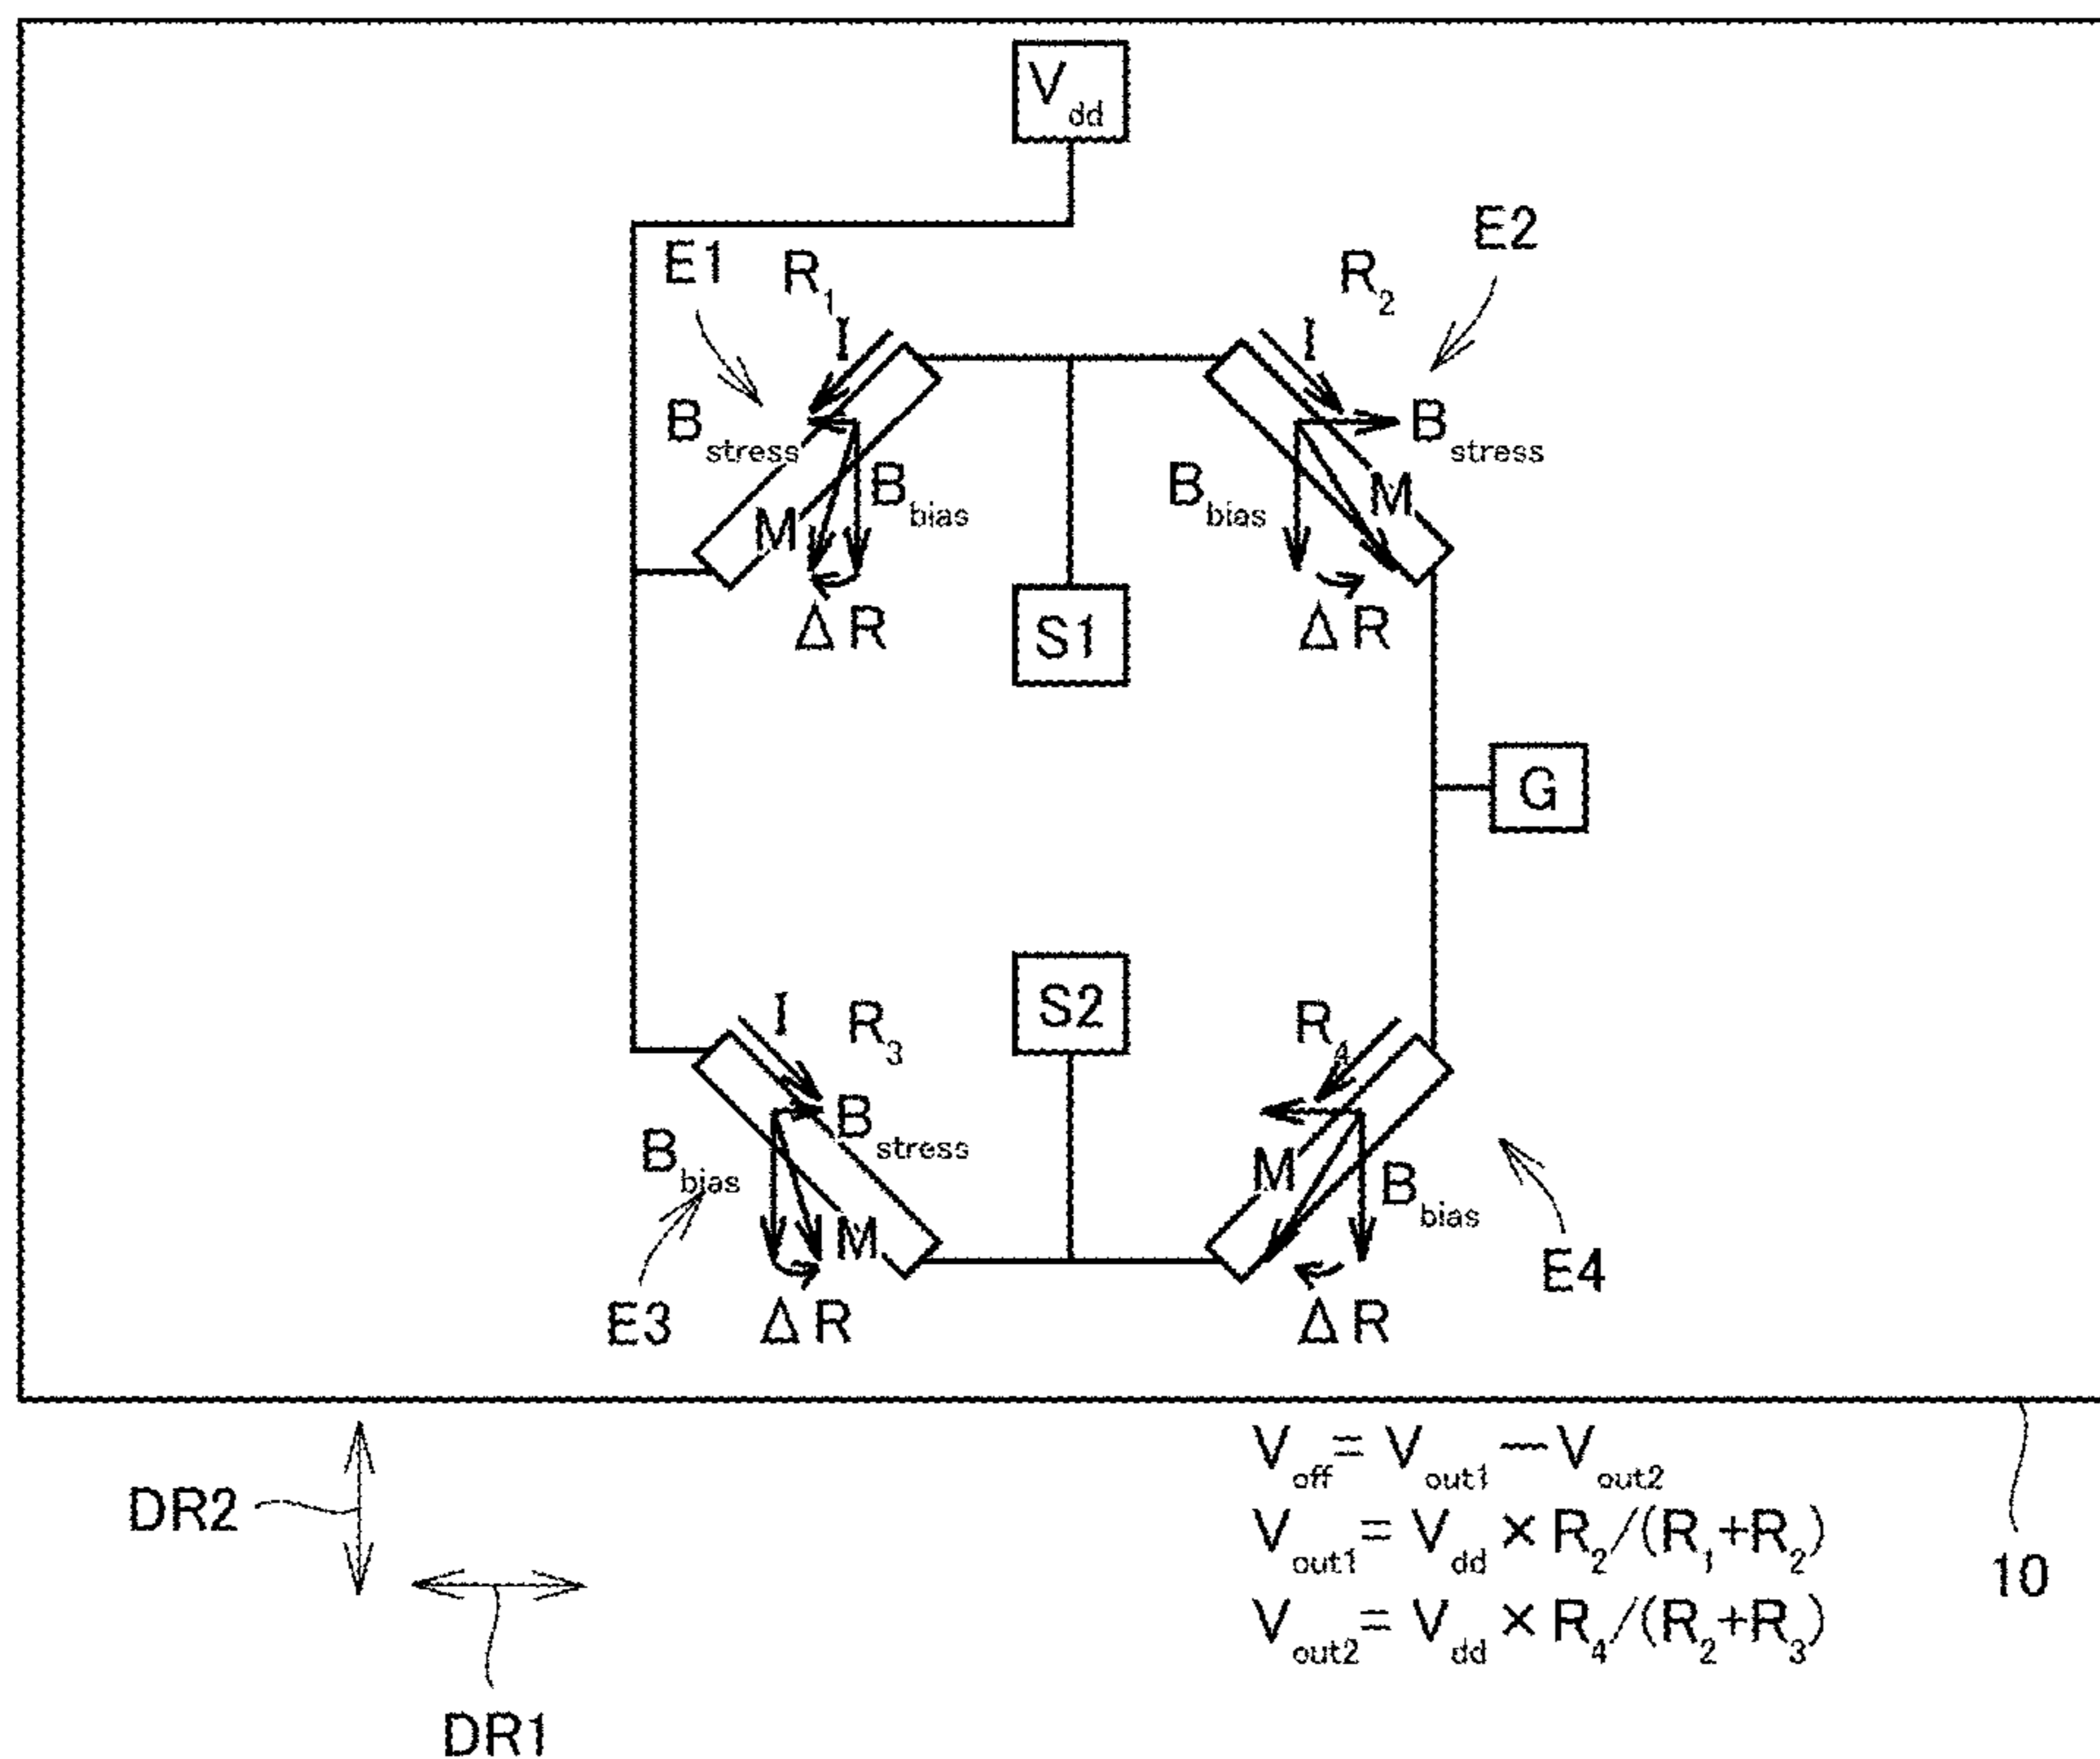 Vdd
E1
R1
I
Bstress
Bbias
M
ΔR
E2
R2
I
Bstress
Bbias
M
ΔR
S1
G
S2
I
R3
Bstress
Bbias
M
ΔR
E3
R4
M
Bbias
ΔR
E4
DR2
DR1
Voff = Vout1 − Vout2
Vout1 = Vdd × R2/(R1+R2)
Vout2 = Vdd × R4/(R2+R3)
10